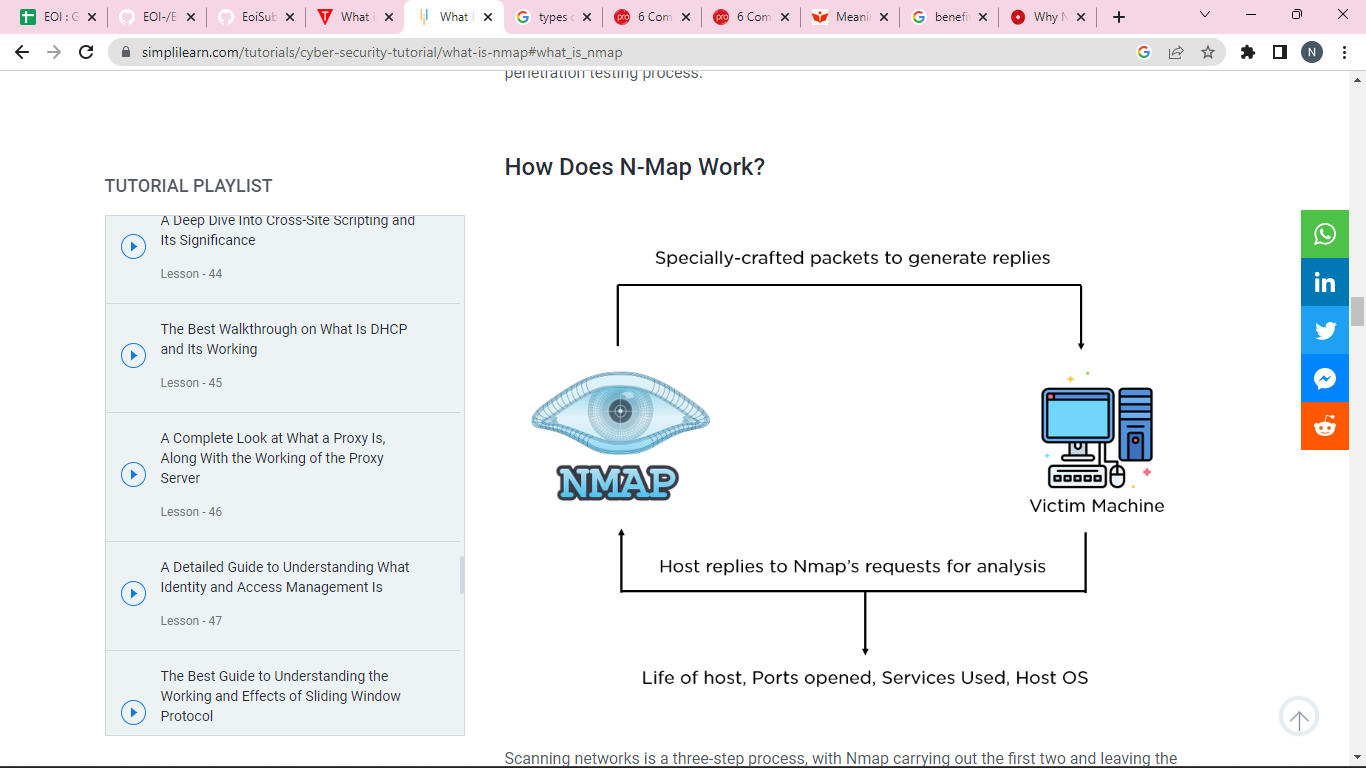 EOI : G
EOI-/E
EoiSub
What i
What I
types o
6 Com
6 Com
Meani
benefi
Why N
simplilearn.com/tutorials/cyber-security-tutorial/what-is-nmap#what_is_nmap
N
penetration testing process.
How Does N-Map Work?
TUTORIAL PLAYLIST
A Deep Dive Into Cross-Site Scripting and
Its Significance
Lesson - 44
The Best Walkthrough on What Is DHCP
and Its Working
Lesson - 45
A Complete Look at What a Proxy Is,
Along With the Working of the Proxy
Server
Lesson - 46
A Detailed Guide to Understanding What
Identity and Access Management Is
Lesson - 47
The Best Guide to Understanding the
Working and Effects of Sliding Window
Protocol
Specially-crafted packets to generate replies
NMAP
Victim Machine
Host replies to Nmap's requests for analysis
Life of host, Ports opened, Services Used, Host OS
Scanning networks is a three-step process, with Nmap carrying out the first two and leaving the
in